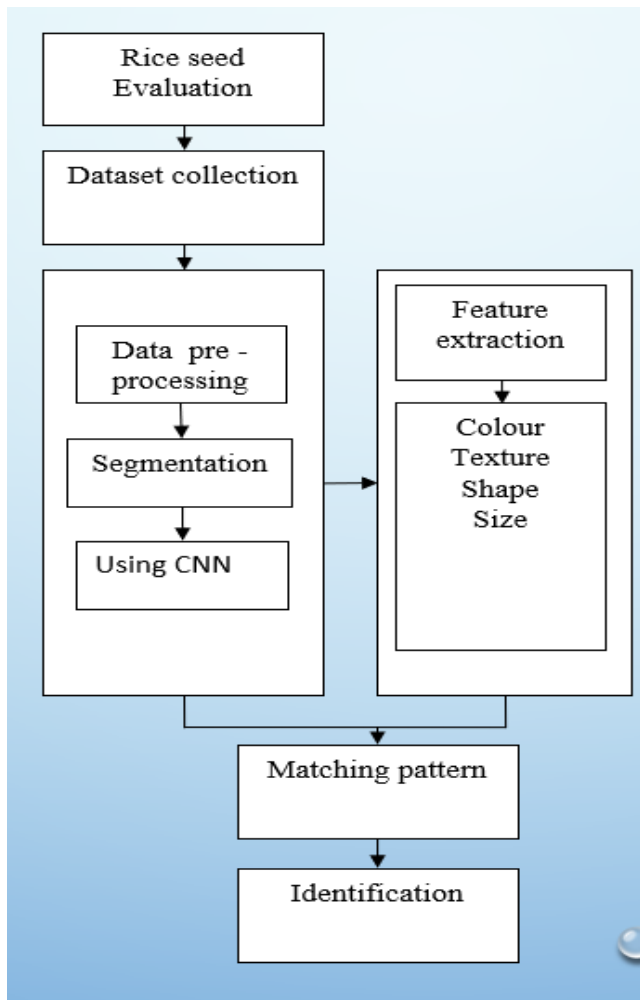 Rice seed
Evaluation
Dataset collection
Data pre -
processing
Segmentation
Using CNN
Feature
extraction
Colour
Texture
Shape
Size
Matching pattern
Identification